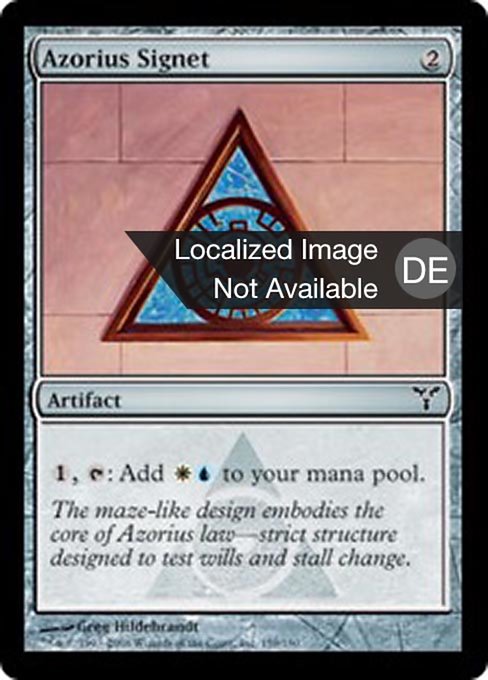 Azorius Signet 2
Localized Image
Not Available
DE
Artifact
1, : Add to your mana pool.
The maze-like design embodies the
core of Azorius law—strict structure
designed to test wills and stall change.
Greg Hildebrandt